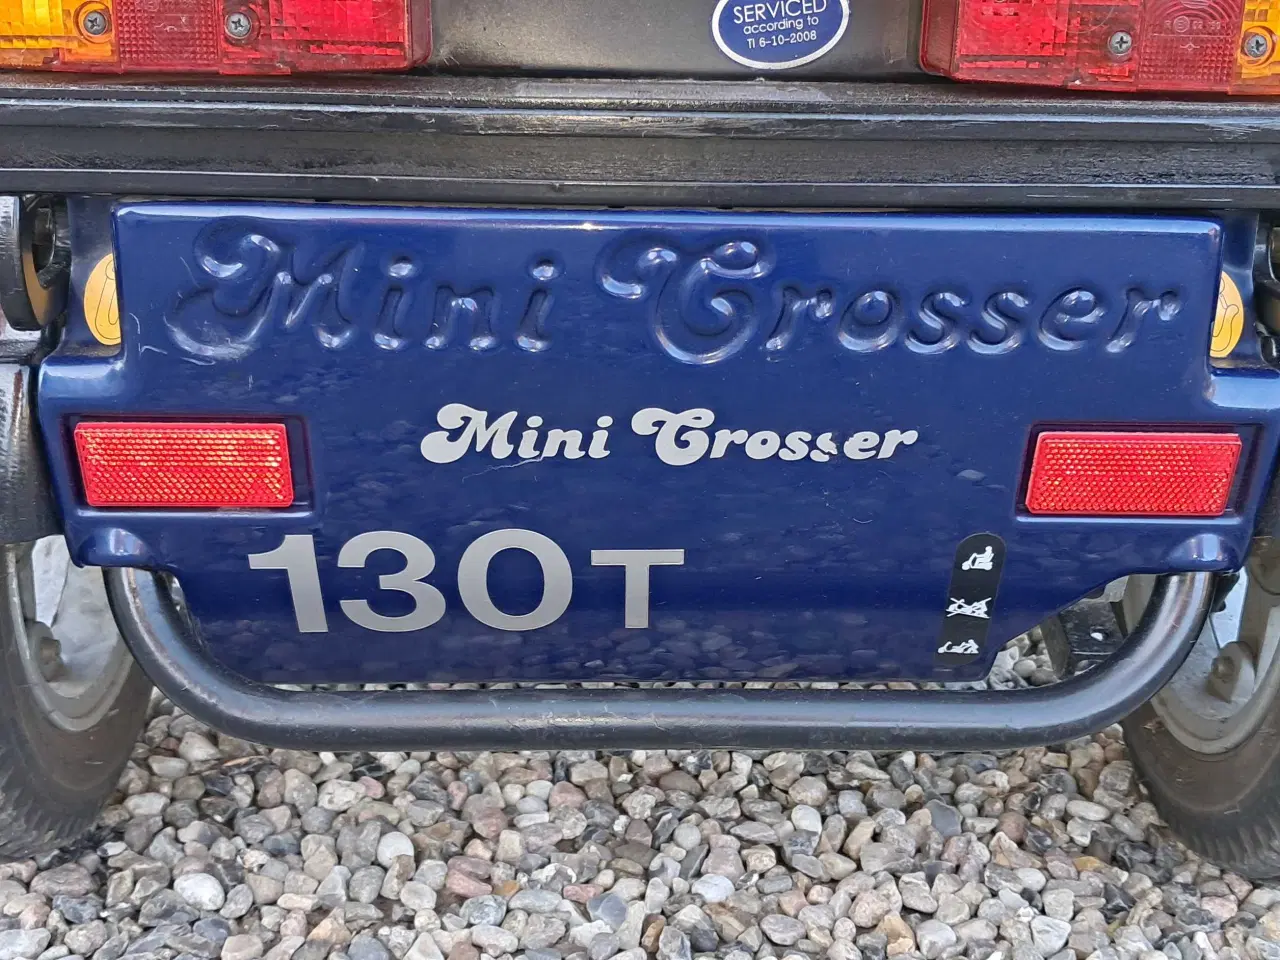 SERVICED
according to
TI 6-10-2008
Mini Crosser
Mini Crosser
130T